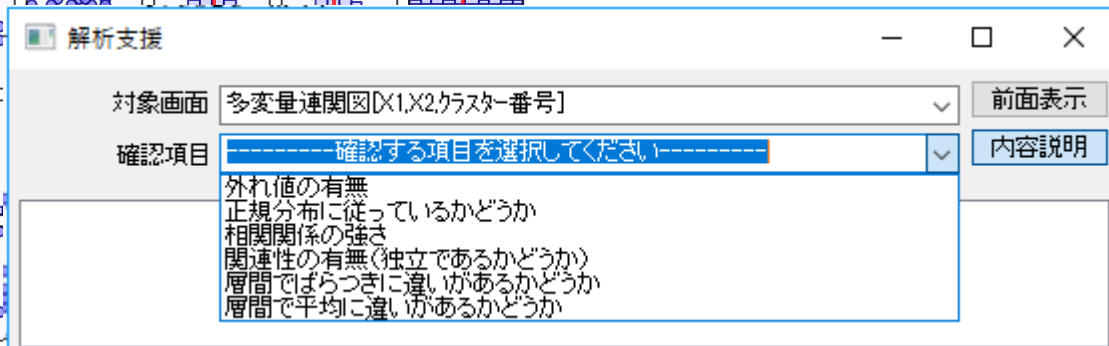 解析支援
対象画面 多変量連関図[X1,X2,クラスター番号] 前面表示
確認項目 ---------確認する項目を選択してください--------- 内容説明
外れ値の有無
正規分布に従っているかどうか
相関関係の強さ
関連性の有無(独立であるかどうか)
層間でばらつきに違いがあるかどうか
層間で平均に違いがあるかどうか